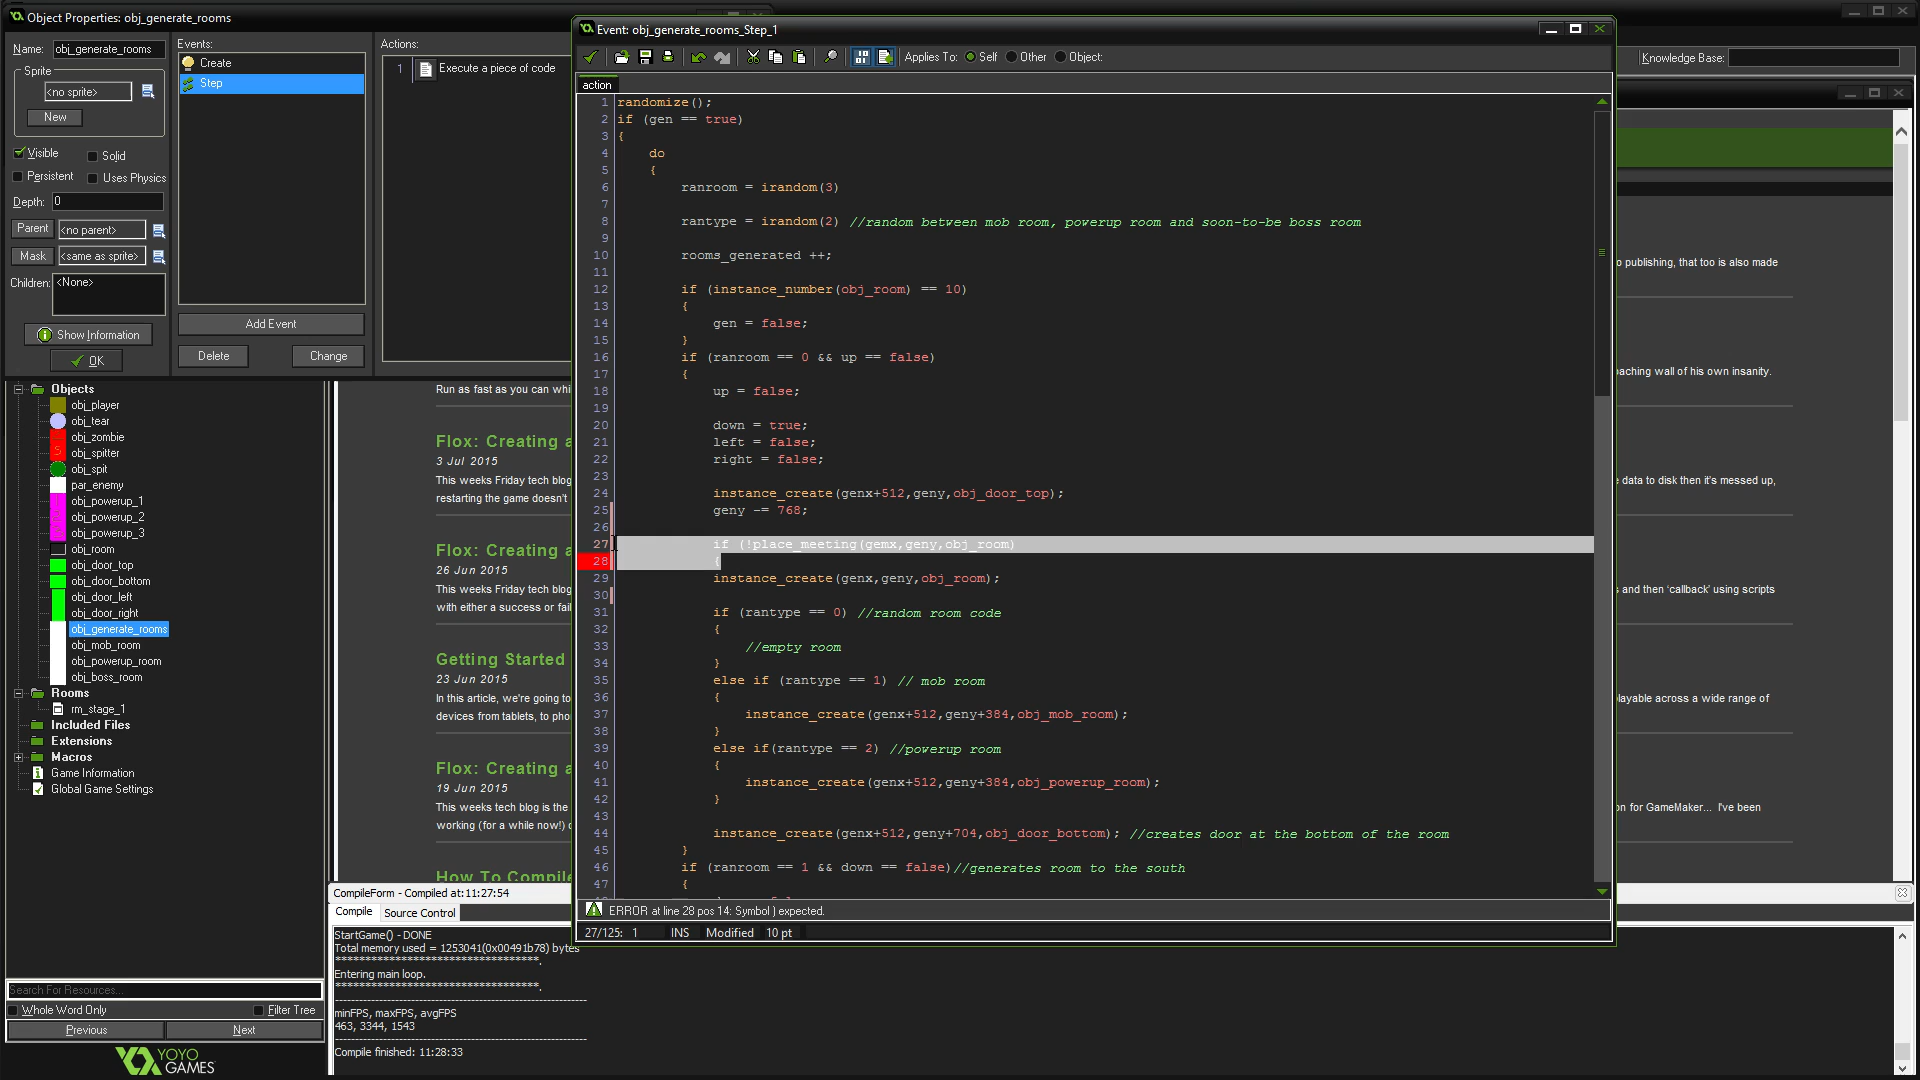 Object Properties: obj_generate_rooms
Name: obj_generate_rooms
Sprite
<no sprite>
New
Visible
Solid
Persistent
Uses Physics
Depth: 0
Parent <no parent>
Mask <same as sprite>
Children: <None>
Show Information
OK
Events:
Create
Step
Add Event
Delete
Change
Actions:
1 Execute a piece of code
Objects
obj_player
obj_tear
obj_zombie
obj_spitter
obj_spit
par_enemy
obj_powerup_1
obj_powerup_2
obj_powerup_3
obj_room
obj_door_top
obj_door_bottom
obj_door_left
obj_door_right
obj_generate_rooms
obj_mob_room
obj_powerup_room
obj_boss_room
Rooms
rm_stage_1
Included Files
Extensions
Macros
Game Information
Global Game Settings
Search For Resources...
Whole Word Only
Filter Tree
Previous
Next
YOYO
GAMES
Run as fast as you can whi
Flox: Creating a
3 Jul 2015
This weeks Friday tech blog
restarting the game doesn't
Flox: Creating a
26 Jun 2015
This weeks Friday tech blog
with either a success or fail
Getting Started
23 Jun 2015
In this article, we're going to
devices from tablets, to pho
Flox: Creating a
19 Jun 2015
This weeks tech blog is the
working (for a while now!)
How To Compile
Event: obj_generate_rooms_Step_1
Applies To: Self Other Object:
action
1 randomize();
2 if (gen == true)
3 {
4 do
5 {
6 ranroom = irandom(3)
7
8 rantype = irandom(2) //random between mob room, powerup room and soon-to-be boss room
9
10 rooms_generated ++;
11
12 if (instance_number(obj_room) == 10)
13 {
14 gen = false;
15 }
16 if (ranroom == 0 && up == false)
17 {
18 up = false;
19
20 down = true;
21 left = false;
22 right = false;
23
24 instance_create(genx+512,geny,obj_door_top);
25 geny -= 768;
26
27 if (!place_meeting(gemx,geny,obj_room)
28 {
29 instance_create(genx,geny,obj_room);
30
31 if (rantype == 0) //random room code
32 {
33 //empty room
34 }
35 else if (rantype == 1) // mob room
36 {
37 instance_create(genx+512,geny+384,obj_mob_room);
38 }
39 else if(rantype == 2) //powerup room
40 {
41 instance_create(genx+512,geny+384,obj_powerup_room);
42 }
43
44 instance_create(genx+512,geny+704,obj_door_bottom); //creates door at the bottom of the room
45 }
46 if (ranroom == 1 && down == false)//generates room to the south
47 {
ERROR at line 28 pos 14: Symbol ) expected.
27/125: 1 INS Modified 10 pt
Knowledge Base:
o publishing, that too is also made
oaching wall of his own insanity.
data to disk then it's messed up,
and then 'callback' using scripts
layable across a wide range of
on for GameMaker... I've been
CompileForm - Compiled at:11:27:54
Compile Source Control
StartGame() - DONE
Total memory used = 1253041(0x00491b78) bytes
**********************************.
Entering main loop.
**********************************.
minFPS, maxFPS, avgFPS
463, 3344, 1543
Compile finished: 11:28:33